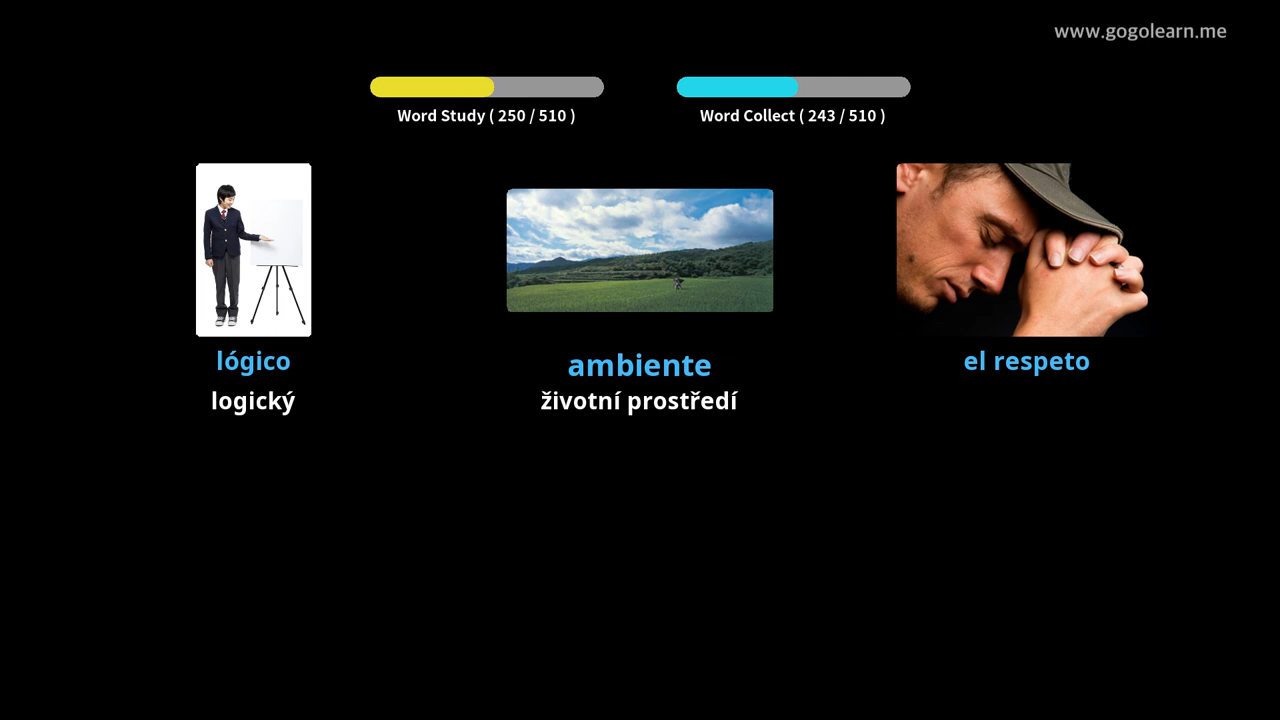 www.gogolearn.me
Word Study ( 250 / 510 )
Word Collect ( 243 / 510 )
lógico
ambiente
el respeto
logický
životní prostředí